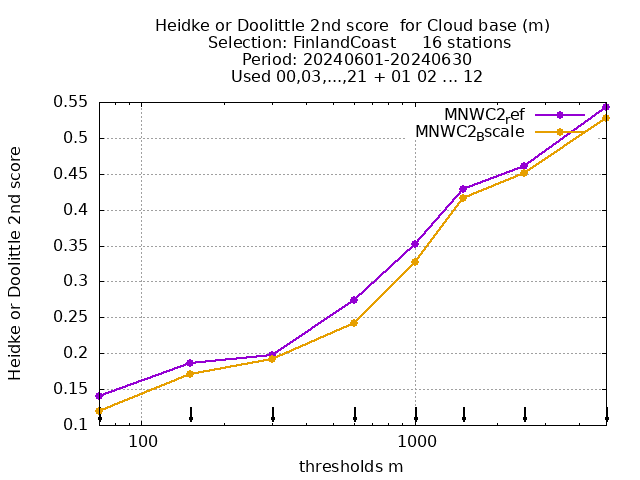 Heidke or Doolittle 2nd score for Cloud base (m)
Selection: FinlandCoast 16 stations
Period: 20240601-20240630
Used 00,03,...,21 + 01 02 ... 12
Heidke or Doolittle 2nd score
0.55
0.5
0.45
0.4
0.35
0.3
0.25
0.2
0.15
0.1
MNWC2_ref
MNWC2_Bscale
100
1000
thresholds m